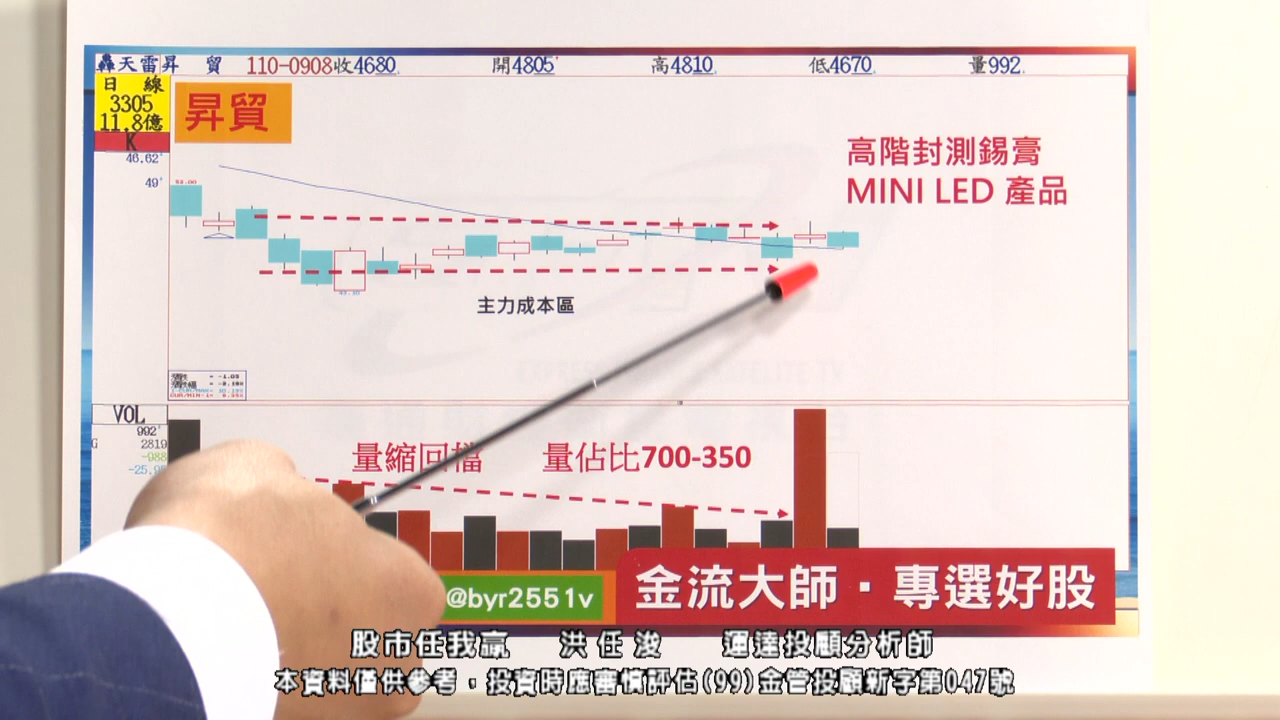 轟天雷昇 貿 110-0908收4680 開4805 高4810 低4670 量992
日 線
3305
11.8億
K
46.62
49
昇貿
高階封測錫膏
MINI LED 產品
主力成本區
VOL
992
G 2819
-988
量縮回檔 量佔比700-350
@byr2551v
金流大師・專選好股
股市任我贏 洪任浚 運達投顧分析師
本資料僅供參考，投資時應審慎評估(99)金管投顧新字第047號